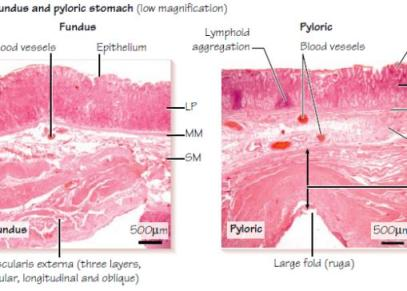 undus and pyloric stomach (low magnification)
Fundus
ood vessels
Epithelium
LP
MM
SM
undus
500μm
uscularis externa (three layers,
ular, longitudinal and oblique)
Pyloric
Lymphoid
aggregation
Blood vessels
Pyloric
500μm
Large fold (ruga)